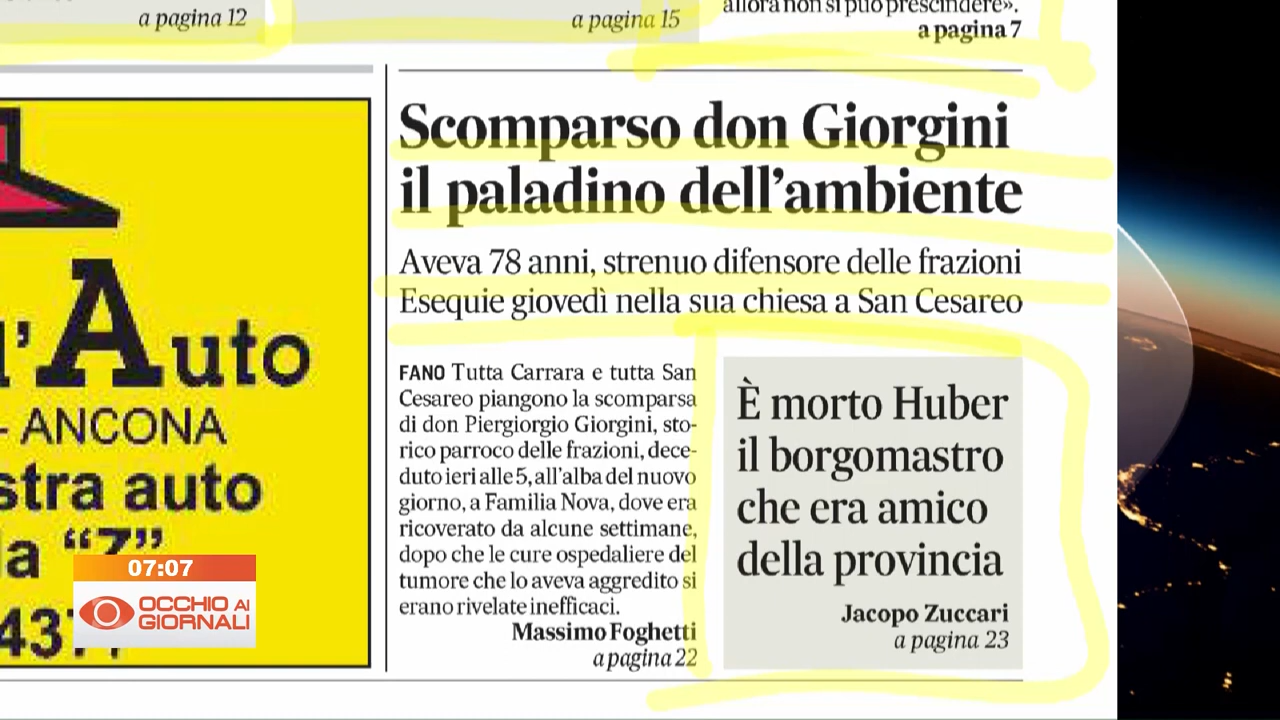 a pagina 12
a pagina 15
allora non si può prescindere».
a pagina 7
Scomparso don Giorgini
il paladino dell'ambiente
Aveva 78 anni, strenuo difensore delle frazioni
Esequie giovedì nella sua chiesa a San Cesareo
FANO Tutta Carrara e tutta San
Cesareo piangono la scomparsa
di don Piergiorgio Giorgini, sto-
rico parroco delle frazioni, dece-
duto ieri alle 5, all'alba del nuovo
giorno, a Familia Nova, dove era
ricoverato da alcune settimane,
dopo che le cure ospedaliere del
tumore che lo aveva aggredito si
erano rivelate inefficaci.
Massimo Foghetti
a pagina 22
È morto Huber
il borgomastro
che era amico
della provincia
Jacopo Zuccari
a pagina 23
l'Auto
- ANCONA
stra auto
la “Z”
437
07:07
OCCHIO AI
GIORNALI